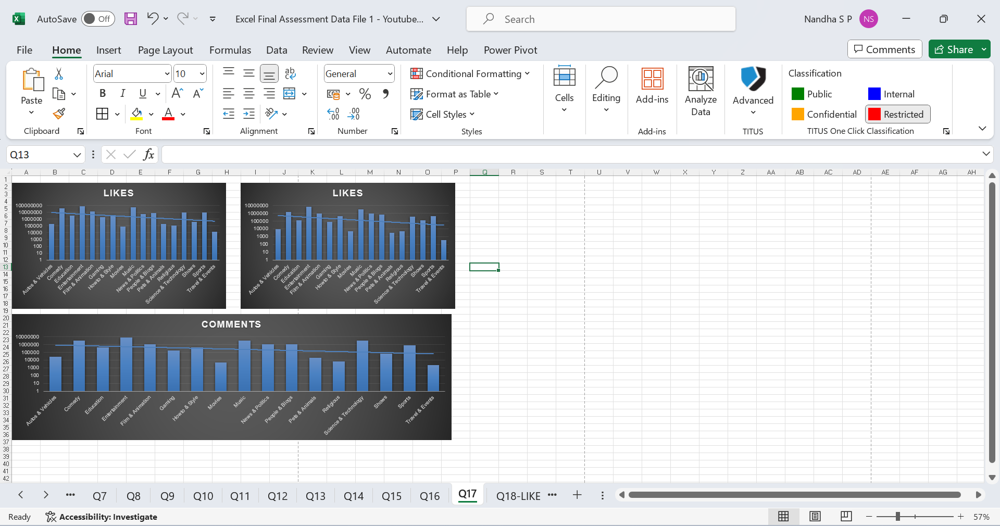 AutoSave Off Excel Final Assessment Data File 1 - Youtube... Search Nandha S P NS
File Home Insert Page Layout Formulas Data Review View Automate Help Power Pivot Comments Share
Paste
Clipboard
Arial 10
B I U A A A
Font
ab
c
Alignment
General
% 9
.00 .00
Number
Conditional Formatting
Format as Table
Cell Styles
Styles
Cells
Editing
Add-ins
Add-ins
Analyze
Data
Advanced
TITUS
Classification
Public Internal
Confidential Restricted
TITUS One Click Classification
Q13 fx
A B C D E F G H I J K L M N O P Q R S T U V W X Y Z AA AB AC AD AE AF AG AH
1
2
3
4
5
6
7
8
9
10
11
12
13
14
15
16
17
18
19
20
21
22
23
24
25
26
27
28
29
30
31
32
33
34
35
36
37
38
39
40
41
42
LIKES
100000000
10000000
1000000
100000
10000
1000
100
10
1
Autos & Vehicles
Comedy
Education
Entertainment
Film & Animation
Gaming
Howto & Style
Movies
Music
News & Politics
People & Blogs
Pets & Animals
Religious
Science & Technology
Shows
Sports
Travel & Events
LIKES
10000000
1000000
100000
10000
1000
100
10
1
Autos & Vehicles
Comedy
Education
Entertainment
Film & Animation
Gaming
Howto & Style
Movies
Music
News & Politics
People & Blogs
Pets & Animals
Religious
Science & Technology
Shows
Sports
Travel & Events
COMMENTS
10000000
1000000
100000
10000
1000
100
10
1
Autos & Vehicles
Comedy
Education
Entertainment
Film & Animation
Gaming
Howto & Style
Movies
Music
News & Politics
People & Blogs
Pets & Animals
Religious
Science & Technology
Shows
Sports
Travel & Events
... Q7 Q8 Q9 Q10 Q11 Q12 Q13 Q14 Q15 Q16 Q17 Q18-LIKE ...
Ready Accessibility: Investigate 57%